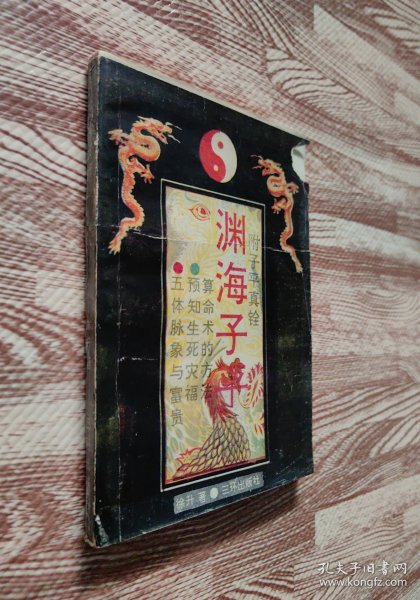 附子平真铨
渊海子平
算命术的方法
预知生死灾福
五体脉象与富贵
徐升 著 三环出版社
孔夫子旧书网
www.kongfz.com